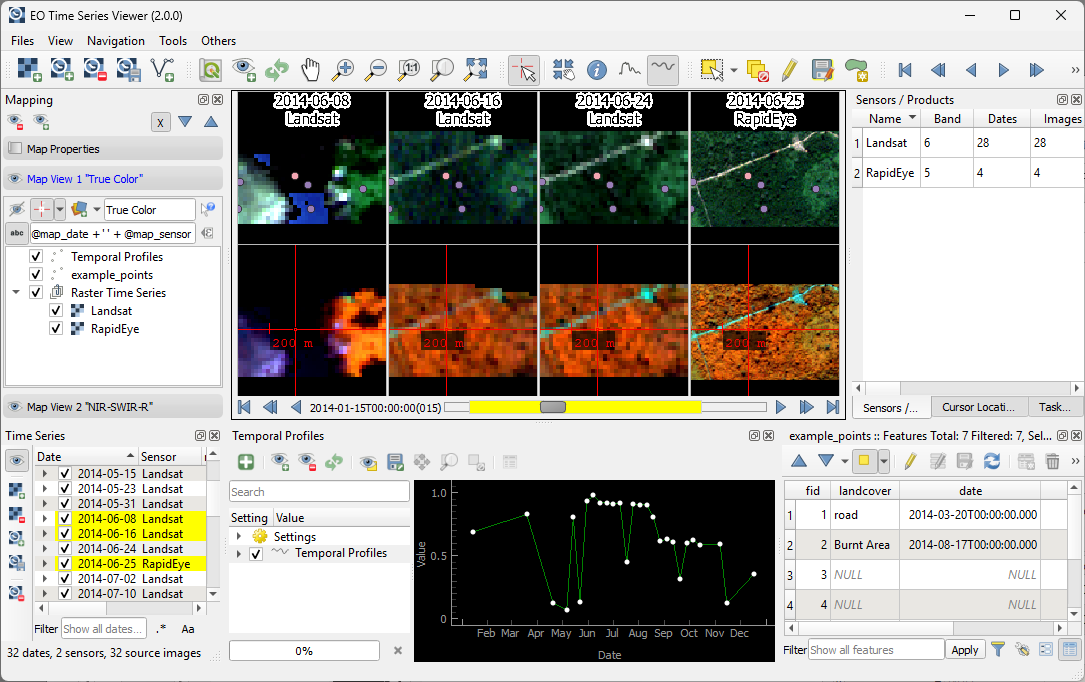 EO Time Series Viewer (2.0.0)
Files View Navigation Tools Others
1:1
Mapping
x
Map Properties
Map View 1 "True Color"
True Color
abc @map_date + ' ' + @map_sensor
Temporal Profiles
example_points
Raster Time Series
Landsat
RapidEye
Map View 2 "NIR-SWIR-R"
2014-06-08 2014-06-16 2014-06-24 2014-06-25
Landsat Landsat Landsat RapidEye
200 m 200 m 200 m 200 m
2014-01-15T00:00:00(015)
Sensors / Products
Name Band Dates Images
1 Landsat 6 28 28
2 RapidEye 5 4 4
Sensors /... Cursor Locati... Task...
Time Series
Date Sensor
2014-05-15 Landsat
2014-05-23 Landsat
2014-05-31 Landsat
2014-06-08 Landsat
2014-06-16 Landsat
2014-06-24 Landsat
2014-06-25 RapidEye
2014-07-02 Landsat
2014-07-10 Landsat
Filter Show all dates... .* Aa
32 dates, 2 sensors, 32 source images
Temporal Profiles
Search
Setting Value
Settings
Temporal Profiles
0%
1.0
0.5
0
Value
Feb Mar Apr May Jun Jul Aug Sep Oct Nov Dec
Date
example_points :: Features Total: 7 Filtered: 7, Sel...
fid landcover date
1 1 road 2014-03-20T00:00:00.000
2 2 Burnt Area 2014-08-17T00:00:00.000
3 3 NULL NULL
4 4 NULL NULL
Filter Show all features Apply